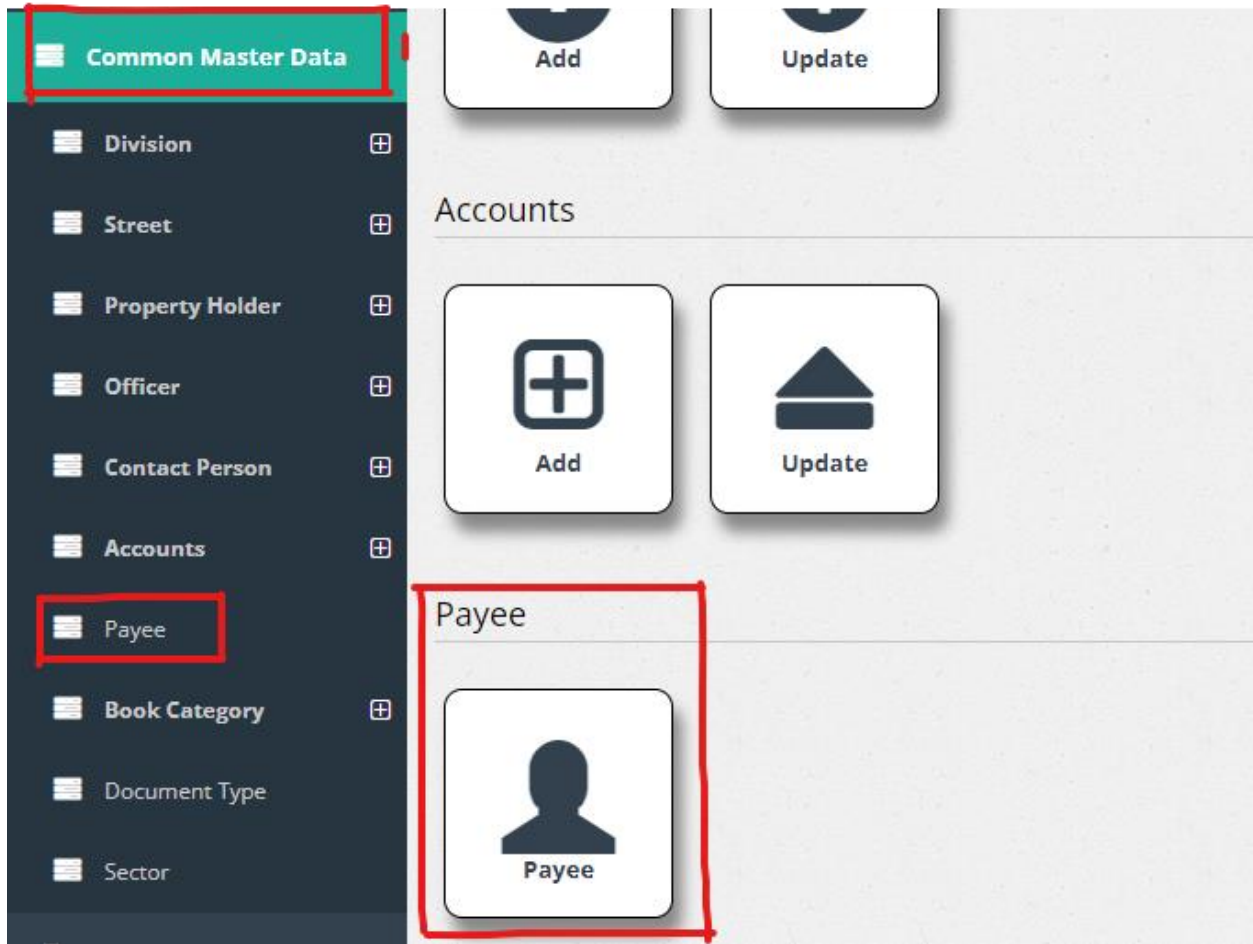 Common Master Data
Division
Street
Property Holder
Officer
Contact Person
Accounts
Payee
Book Category
Document Type
Sector
Add
Update
Accounts
Add
Update
Payee
Payee